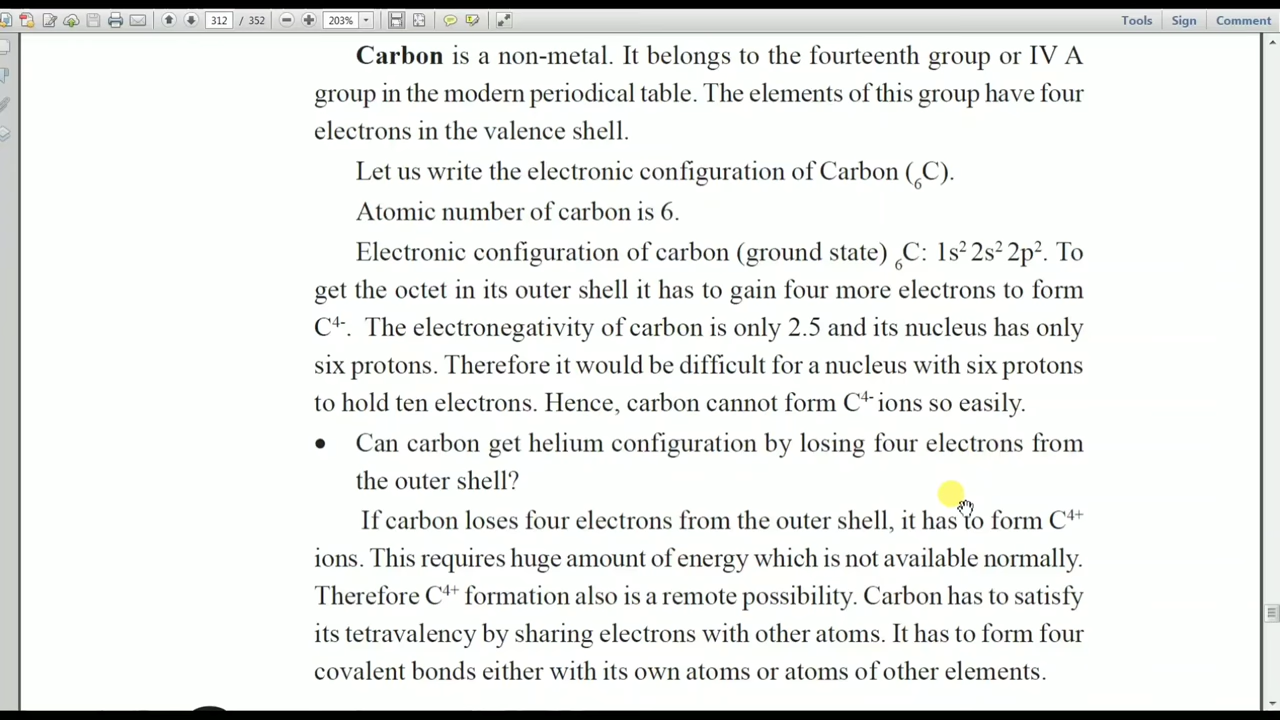 312 / 352 203% Tools Sign Comment
Carbon is a non-metal. It belongs to the fourteenth group or IV A
group in the modern periodical table. The elements of this group have four
electrons in the valence shell.
Let us write the electronic configuration of Carbon (₆C).
Atomic number of carbon is 6.
Electronic configuration of carbon (ground state) ₆C: 1s² 2s² 2p². To
get the octet in its outer shell it has to gain four more electrons to form
C⁴⁻. The electronegativity of carbon is only 2.5 and its nucleus has only
six protons. Therefore it would be difficult for a nucleus with six protons
to hold ten electrons. Hence, carbon cannot form C⁴⁻ ions so easily.
• Can carbon get helium configuration by losing four electrons from
the outer shell?
If carbon loses four electrons from the outer shell, it has to form C⁴⁺
ions. This requires huge amount of energy which is not available normally.
Therefore C⁴⁺ formation also is a remote possibility. Carbon has to satisfy
its tetravalency by sharing electrons with other atoms. It has to form four
covalent bonds either with its own atoms or atoms of other elements.